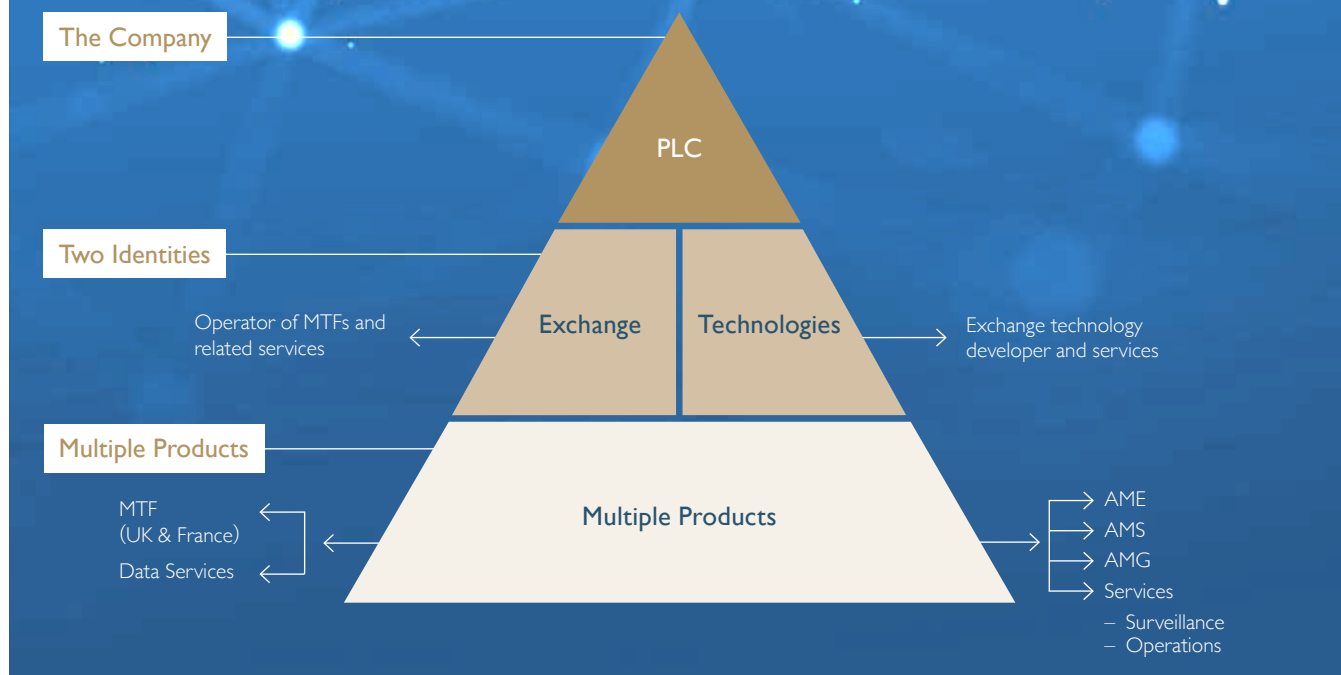 The Company
PLC
Two Identities
Operator of MTFs and
related services
Exchange
Technologies
Exchange technology
developer and services
Multiple Products
MTF
(UK & France)
Data Services
Multiple Products
AME
AMS
AMG
Services
– Surveillance
– Operations